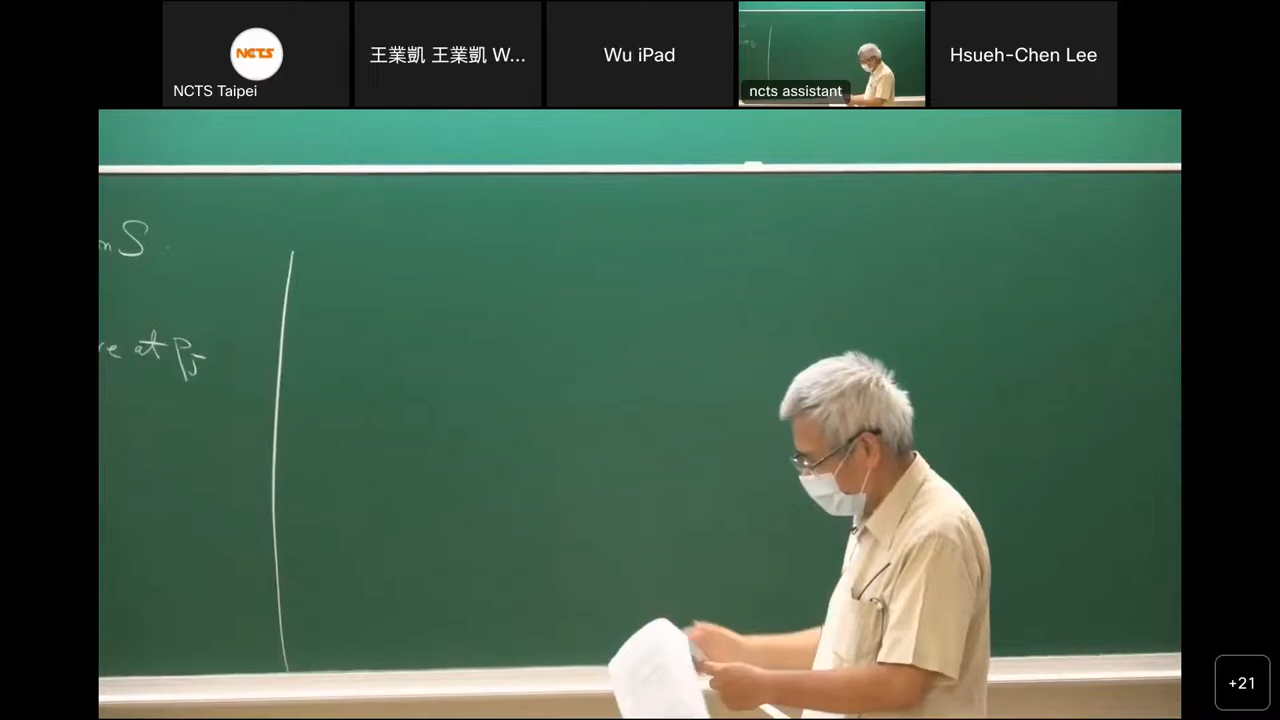 NCTS
NCTS Taipei
王業凱 王業凱 W...
Wu iPad
ncts assistant
Hsueh-Chen Lee
n S.
re at p_j
+21